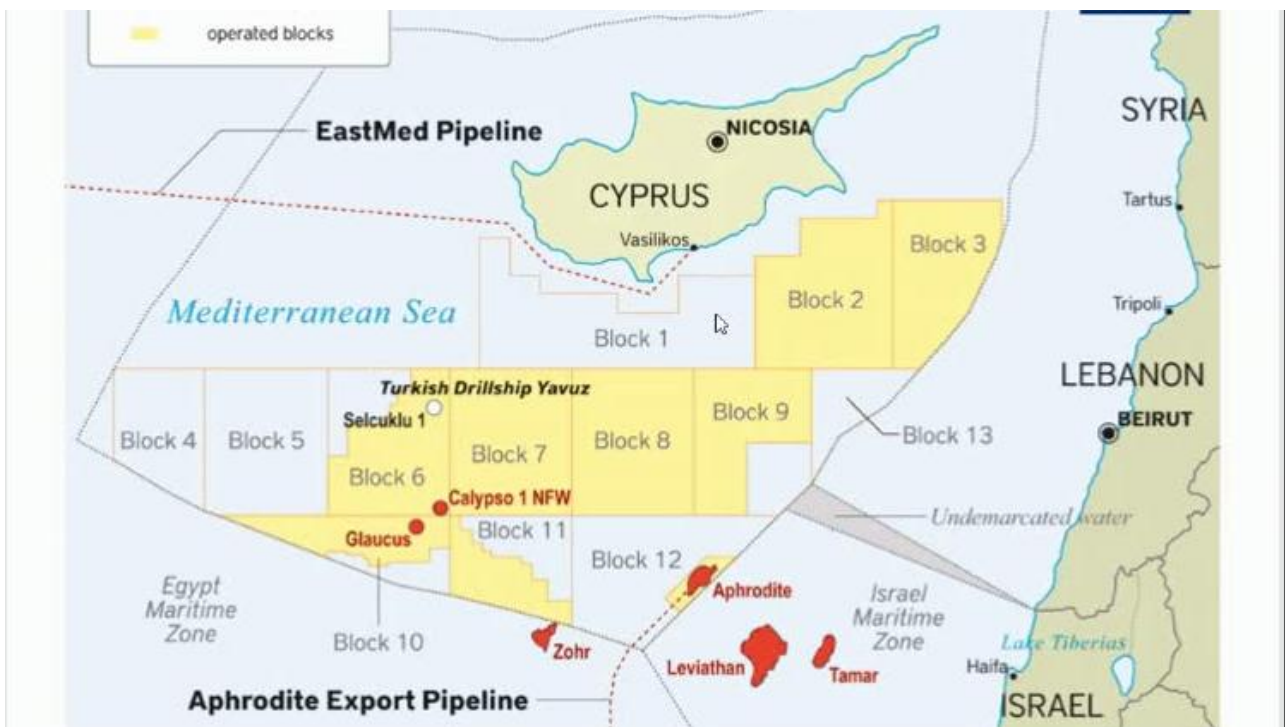 operated blocks
EastMed Pipeline
NICOSIA
SYRIA
CYPRUS
Tartus
Vasilikos
Block 3
Block 2
Mediterranean Sea
Tripoli
Block 1
LEBANON
Turkish Drillship Yavuz
Selcuklu 1
Block 9
BEIRUT
Block 4
Block 5
Block 7
Block 8
Block 13
Block 6
Calypso 1 NFW
Glaucus
Block 11
Undemarcated water
Block 12
Egypt
Maritime
Zone
Aphrodite
Israel
Maritime
Zone
Block 10
Zohr
Leviathan
Tamar
Lake Tiberias
Haifa
Aphrodite Export Pipeline
ISRAEL